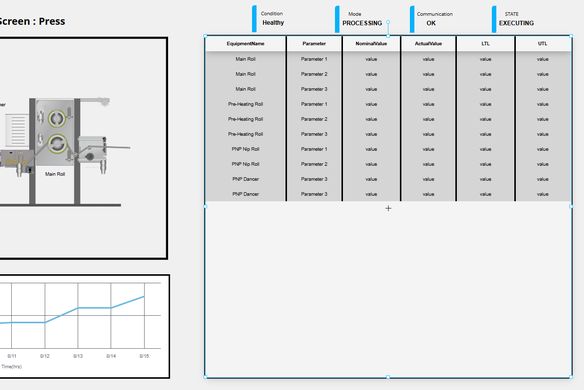 Screen : Press
Condition
Healthy
Mode
PROCESSING
Communication
OK
STATE
EXECUTING
EquipmentName Parameter NominalValue ActualValue LTL UTL
Main Roll Parameter 1 value value value value
Main Roll Parameter 2 value value value value
Main Roll Parameter 3 value value value value
Pre-Heating Roll Parameter 1 value value value value
Pre-Heating Roll Parameter 2 value value value value
Pre-Heating Roll Parameter 3 value value value value
PNP Nip Roll Parameter 1 value value value value
PNP Nip Roll Parameter 2 value value value value
PNP Dancer Parameter 3 value value value value
PNP Dancer Parameter 3 value value value value
Main Roll
8/11 8/12 8/13 8/14 8/15
Time(hrs)